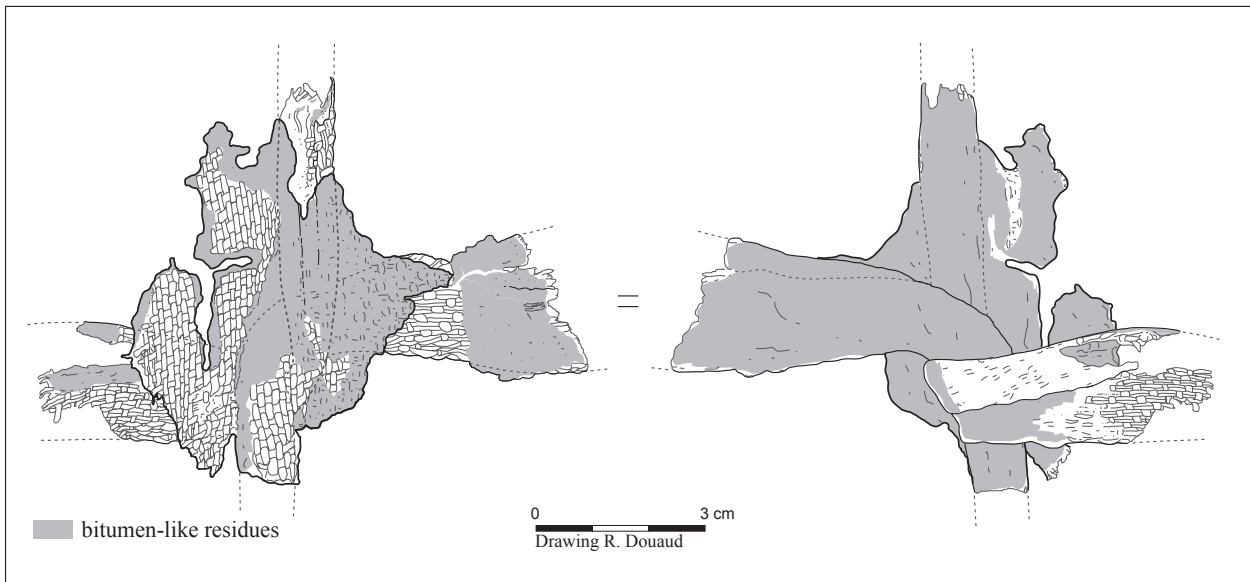 =
bitumen-like residues
0 3 cm
Drawing R. Douaud